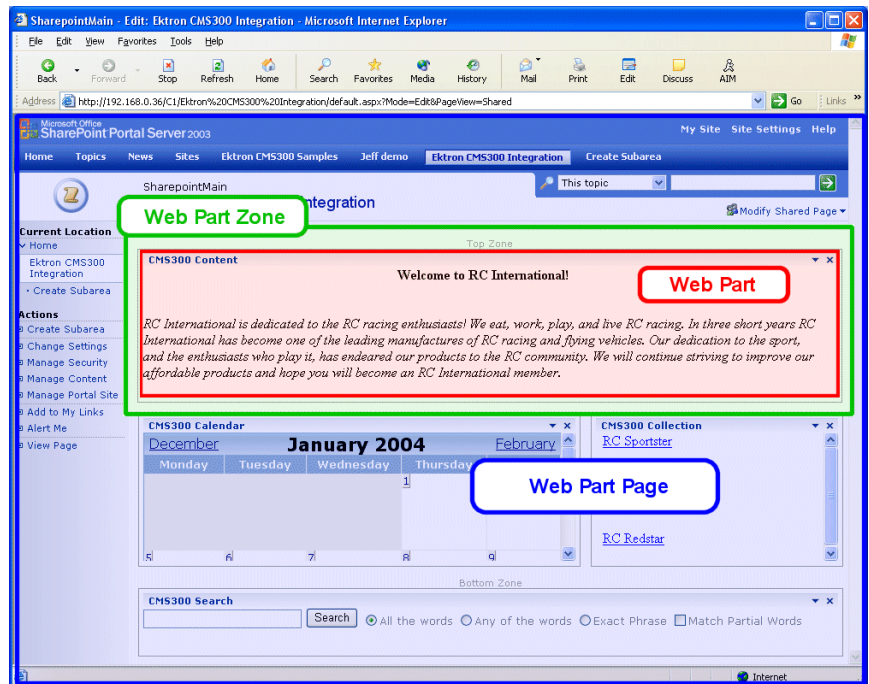 SharepointMain - Edit: Ektron CMS300 Integration - Microsoft Internet Explorer
File Edit View Favorites Tools Help
Back Forward Stop Refresh Home Search Favorites Media History Mail Print Edit Discuss AIM
Address http://192.168.0.36/C1/Ektron%20CMS300%20Integration/default.aspx?Mode=Edit&PageView=Shared Go Links »
Microsoft Office
SharePoint Portal Server 2003
My Site Site Settings Help
Home Topics News Sites Ektron CMS300 Samples Jeff demo Ektron CMS300 Integration Create Subarea
SharepointMain
This topic
Web Part Zone
Modify Shared Page
Current Location
Home
Ektron CMS300
Integration
Create Subarea
Actions
Create Subarea
Change Settings
Manage Security
Manage Content
Manage Portal Site
Add to My Links
Alert Me
View Page
Top Zone
CMS300 Content
Welcome to RC International!
Web Part
RC International is dedicated to the RC racing enthusiasts! We eat, work, play, and live RC racing. In three short years RC
International has become one of the leading manufactures of RC racing and flying vehicles. Our dedication to the sport,
and the enthusiasts who play it, has endeared our products to the RC community. We will continue striving to improve our
affordable products and hope you will become an RC International member.
CMS300 Calendar
December January 2004 February
Monday Tuesday Wednesday Thursday
1
5 6 7 8 9
CMS300 Collection
RC Sportster
Web Part Page
RC Redstar
Bottom Zone
CMS300 Search
Search All the words Any of the words Exact Phrase Match Partial Words
Internet